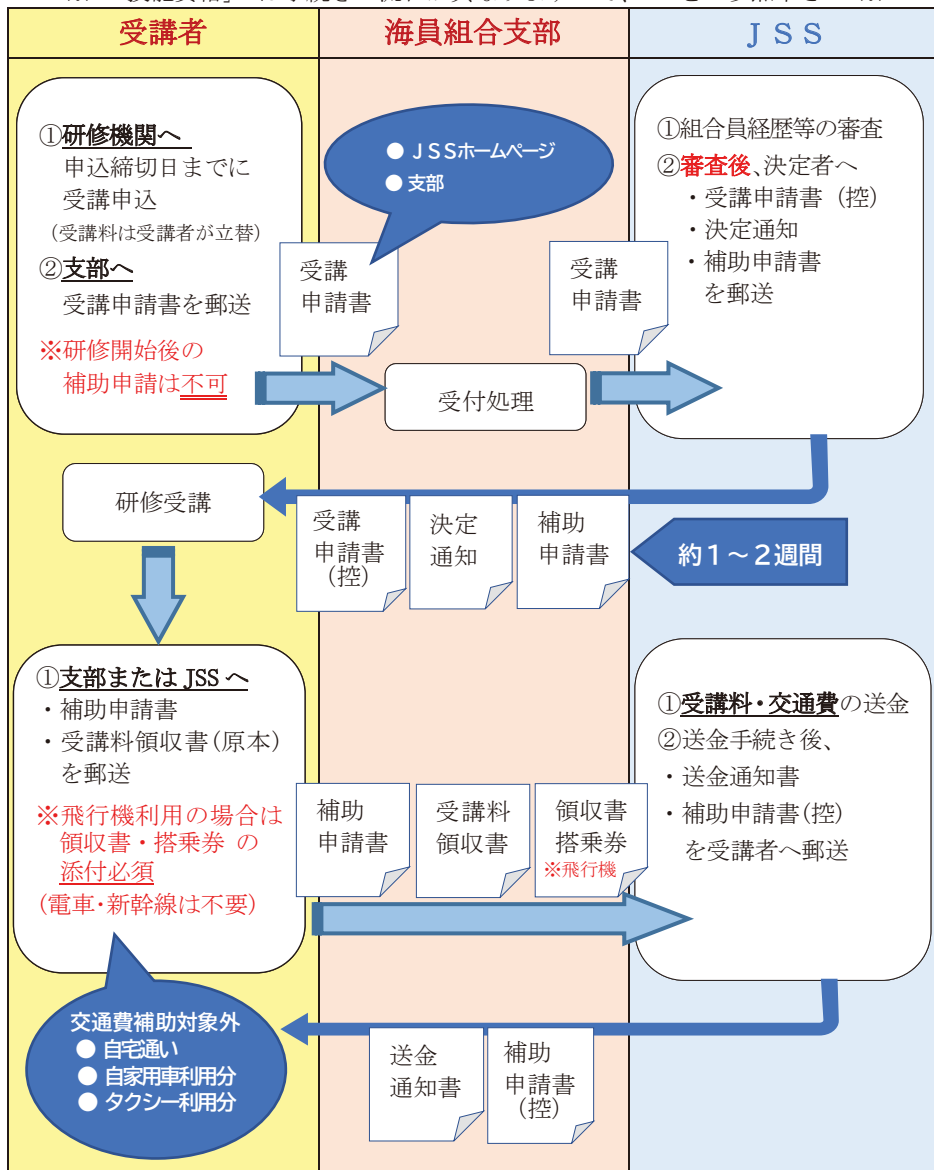 受講者
海員組合支部
ＪＳＳ
①研修機関へ
申込締切日までに
受講申込
（受講料は受講者が立替）
②支部へ
受講申請書を郵送
※研修開始後の
補助申請は不可
● ＪＳＳホームページ
● 支部
受講
申請書
受付処理
受講
申請書
①組合員経歴等の審査
②審査後、決定者へ
・受講申請書（控）
・決定通知
・補助申請書
を郵送
研修受講
受講
申請書
（控）
決定
通知
補助
申請書
約１～２週間
①支部または JSS へ
・補助申請書
・受講料領収書(原本)
を郵送
※飛行機利用の場合は
領収書・搭乗券 の
添付必須
(電車・新幹線は不要)
補助
申請書
受講料
領収書
領収書
搭乗券
※飛行機
①受講料・交通費の送金
②送金手続き後、
・送金通知書
・補助申請書(控)
を受講者へ郵送
交通費補助対象外
● 自宅通い
● 自家用車利用分
● タクシー利用分
送金
通知書
補助
申請書
(控)